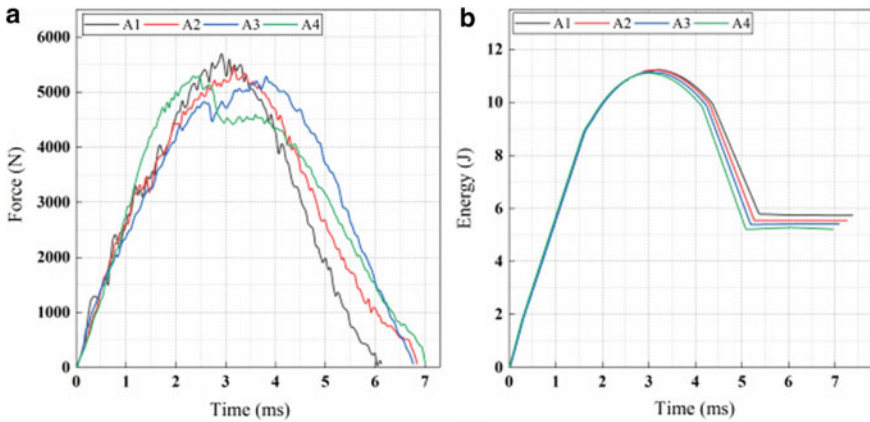 a
A1 A2 A3 A4
6000
5000
4000
3000
2000
1000
0
Force (N)
0 1 2 3 4 5 6 7
Time (ms)
b
A1 A2 A3 A4
12
10
8
6
4
2
0
Energy (J)
0 1 2 3 4 5 6 7
Time (ms)